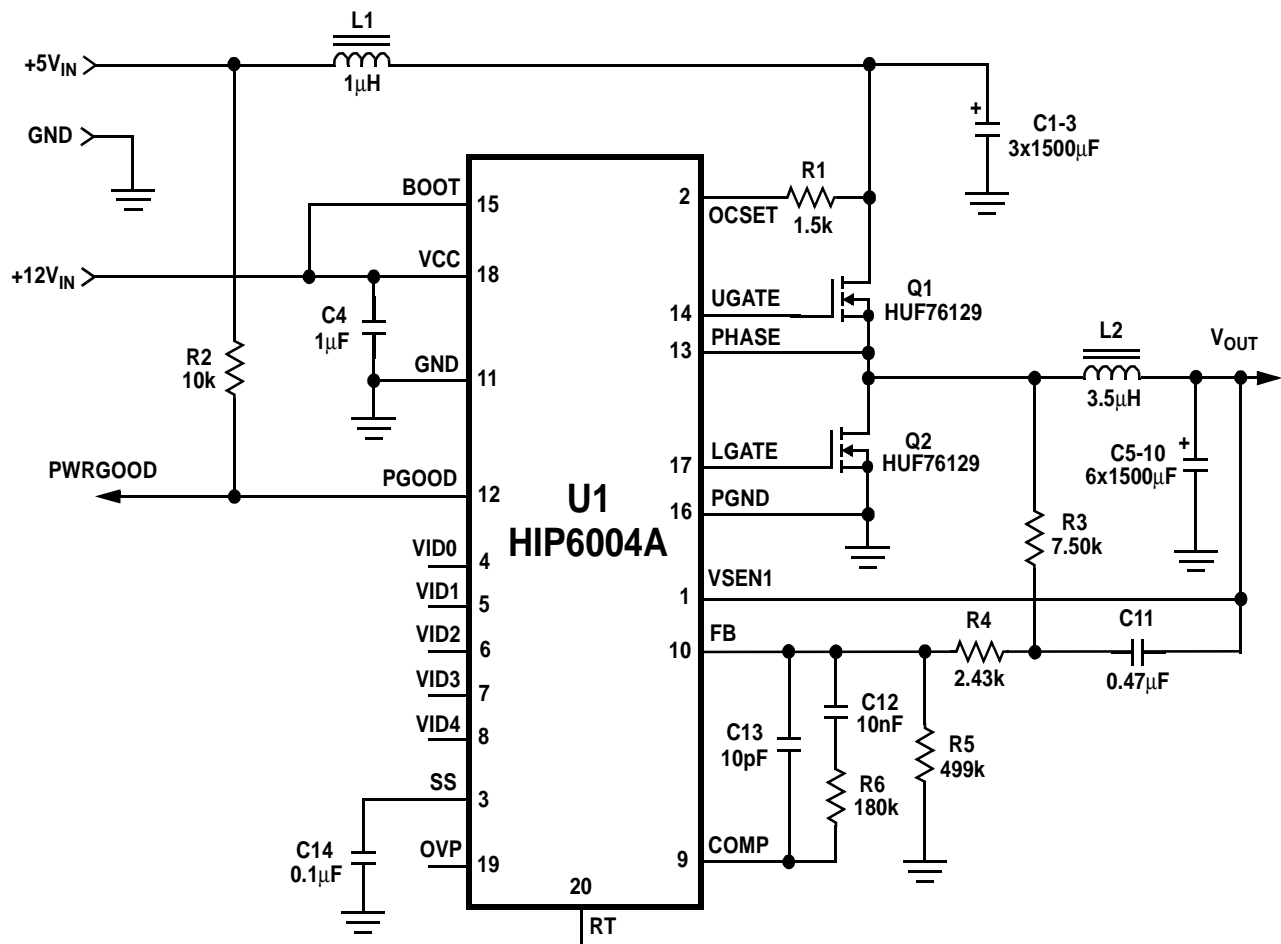 L1
+5VIN
1μH
GND
+
C1-3
3x1500μF
BOOT
15
2
R1
OCSET
1.5k
+12VIN
VCC
18
C4
1μF
UGATE
14
Q1
HUF76129
PHASE
13
R2
10k
GND
11
L2
VOUT
3.5μH
LGATE
17
Q2
HUF76129
+
C5-10
6x1500μF
PWRGOOD
PGOOD
12
U1
HIP6004A
PGND
16
R3
7.50k
VID0
4
VSEN1
1
VID1
5
VID2
6
FB
10
R4
2.43k
C11
0.47μF
VID3
7
VID4
8
C13
10pF
C12
10nF
R5
499k
R6
180k
SS
3
C14
0.1μF
OVP
19
COMP
9
20
RT